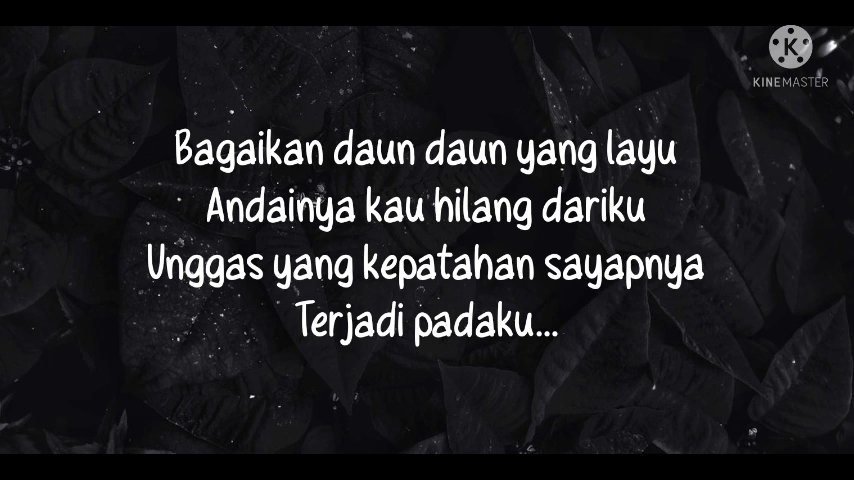 K
KINEMASTER
Bagaikan daun daun yang layu
Andainya kau hilang dariku
Unggas yang kepatahan sayapnya
Terjadi padaku...